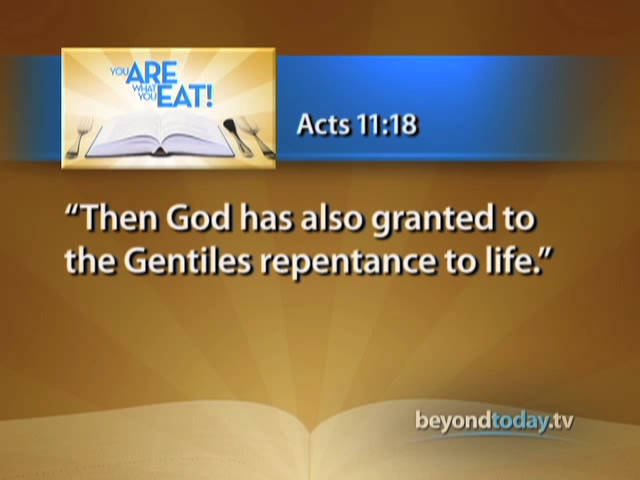 YOU ARE
WHAT
YOU EAT!
Acts 11:18
“Then God has also granted to
the Gentiles repentance to life.”
beyondtoday.tv